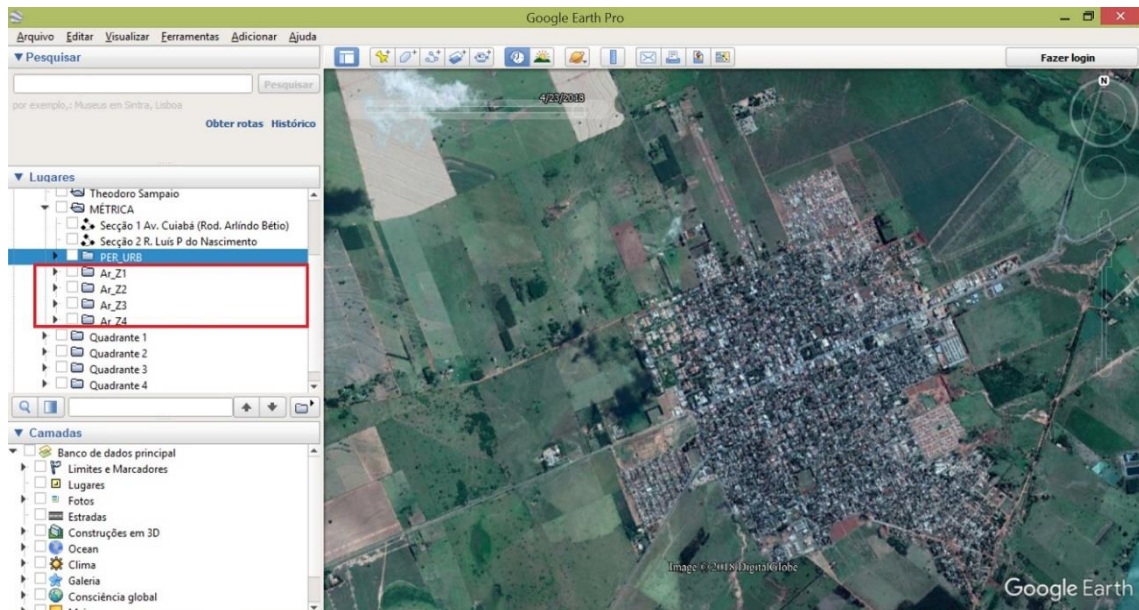 Google Earth Pro
Arquivo Editar Visualizar Ferramentas Adicionar Ajuda
Pesquisar
Fazer login
Pesquisar
por exemplo,: Museus em Sintra, Lisboa
Obter rotas Histórico
4/23/2018
N
Lugares
Theodoro Sampaio
MÉTRICA
Secção 1 Av. Cuiabá (Rod. Arlíndo Bétio)
Secção 2 R. Luís P do Nascimento
PER_URB
Ar_Z1
Ar_Z2
Ar_Z3
Ar_Z4
Quadrante 1
Quadrante 2
Quadrante 3
Quadrante 4
Camadas
Banco de dados principal
Limites e Marcadores
Lugares
Fotos
Estradas
Construções em 3D
Ocean
Clima
Galeria
Consciência global
Image © 2018 DigitalGlobe
Google Earth